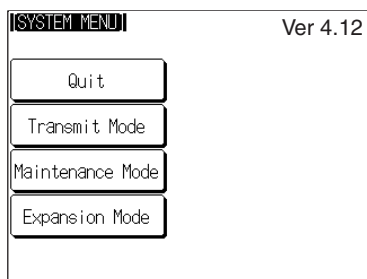 [SYSTEM MENU]
Ver 4.12
Quit
Transmit Mode
Maintenance Mode
Expansion Mode